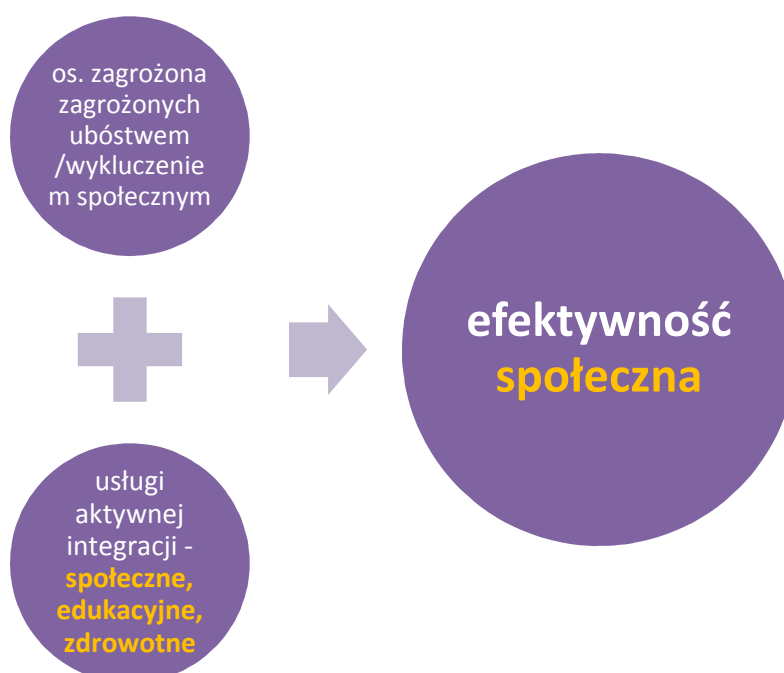 os. zagrożona
zagrożonych
ubóstwem
/wykluczenie
m społecznym
efektywność
społeczna
usługi
aktywnej
integracji -
społeczne,
edukacyjne,
zdrowotne